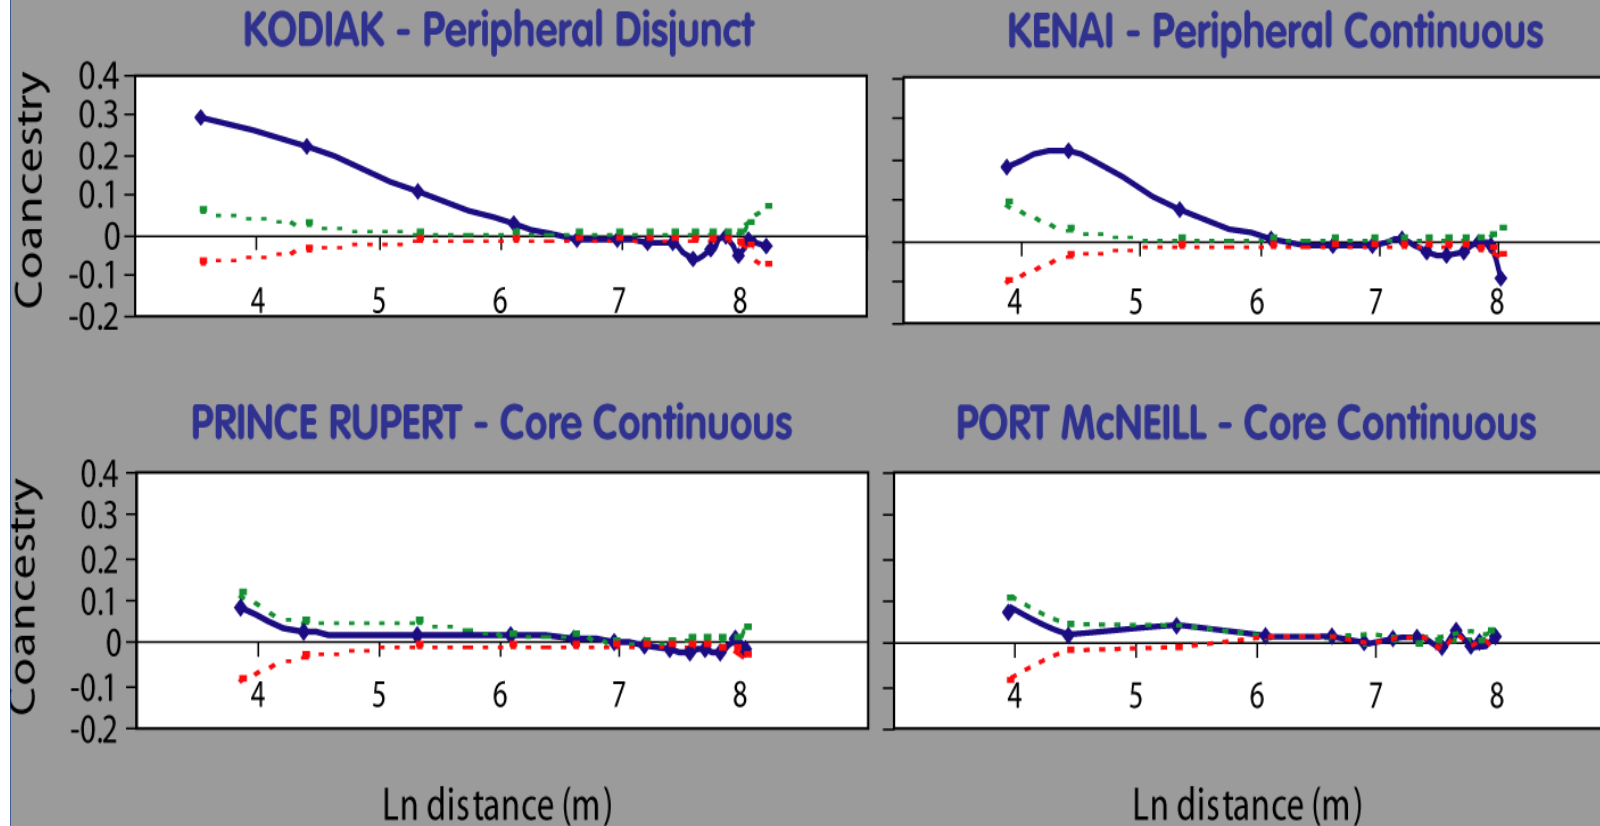 KODIAK - Peripheral Disjunct
KENAI - Peripheral Continuous
Coancestry
0.4
0.3
0.2
0.1
0
-0.1
-0.2
4 5 6 7 8
4 5 6 7 8
PRINCE RUPERT - Core Continuous
PORT McNEILL - Core Continuous
Coancestry
0.4
0.3
0.2
0.1
0
-0.1
-0.2
4 5 6 7 8
4 5 6 7 8
Ln distance (m)
Ln distance (m)